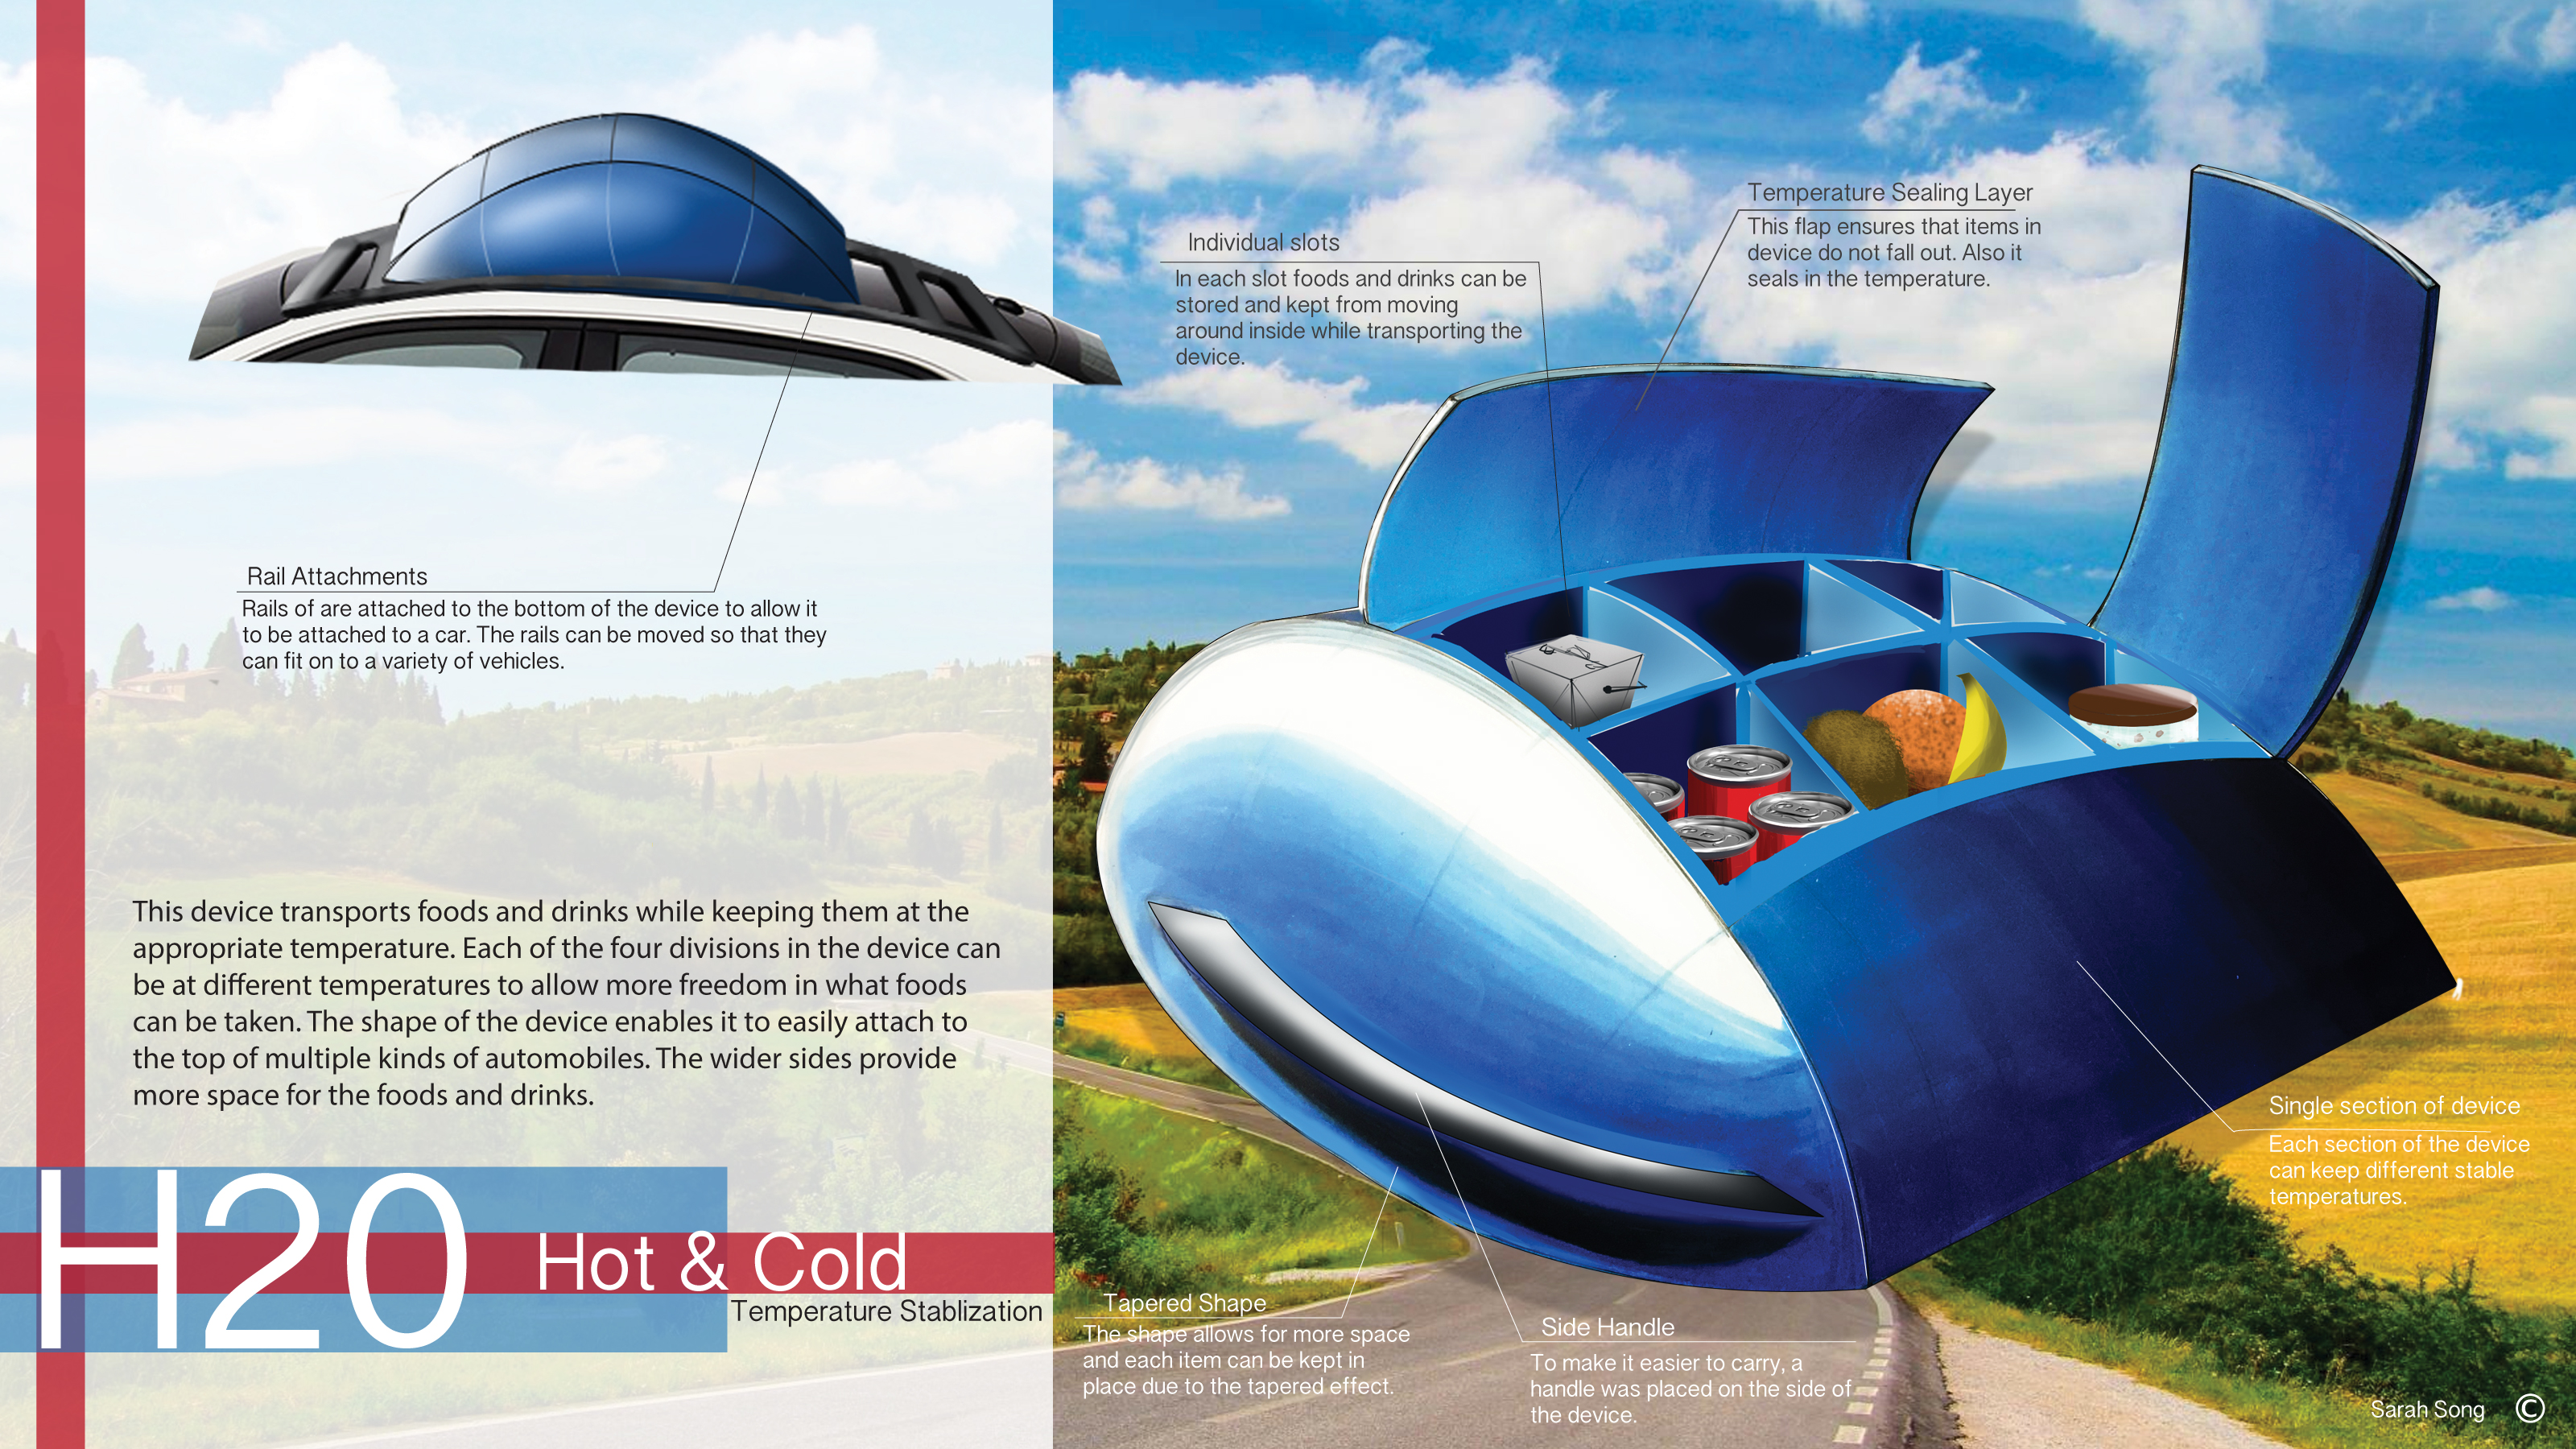 Rail Attachments
Rails of are attached to the bottom of the device to allow it
to be attached to a car. The rails can be moved so that they
can fit on to a variety of vehicles.
This device transports foods and drinks while keeping them at the
appropriate temperature. Each of the four divisions in the device can
be at different temperatures to allow more freedom in what foods
can be taken. The shape of the device enables it to easily attach to
the top of multiple kinds of automobiles. The wider sides provide
more space for the foods and drinks.
H20
Hot & Cold
Temperature Stablization
Individual slots
In each slot foods and drinks can be
stored and kept from moving
around inside while transporting the
device.
Temperature Sealing Layer
This flap ensures that items in
device do not fall out. Also it
seals in the temperature.
Single section of device
Each section of the device
can keep different stable
temperatures.
Tapered Shape
The shape allows for more space
and each item can be kept in
place due to the tapered effect.
Side Handle
To make it easier to carry, a
handle was placed on the side of
the device.
Sarah Song ©